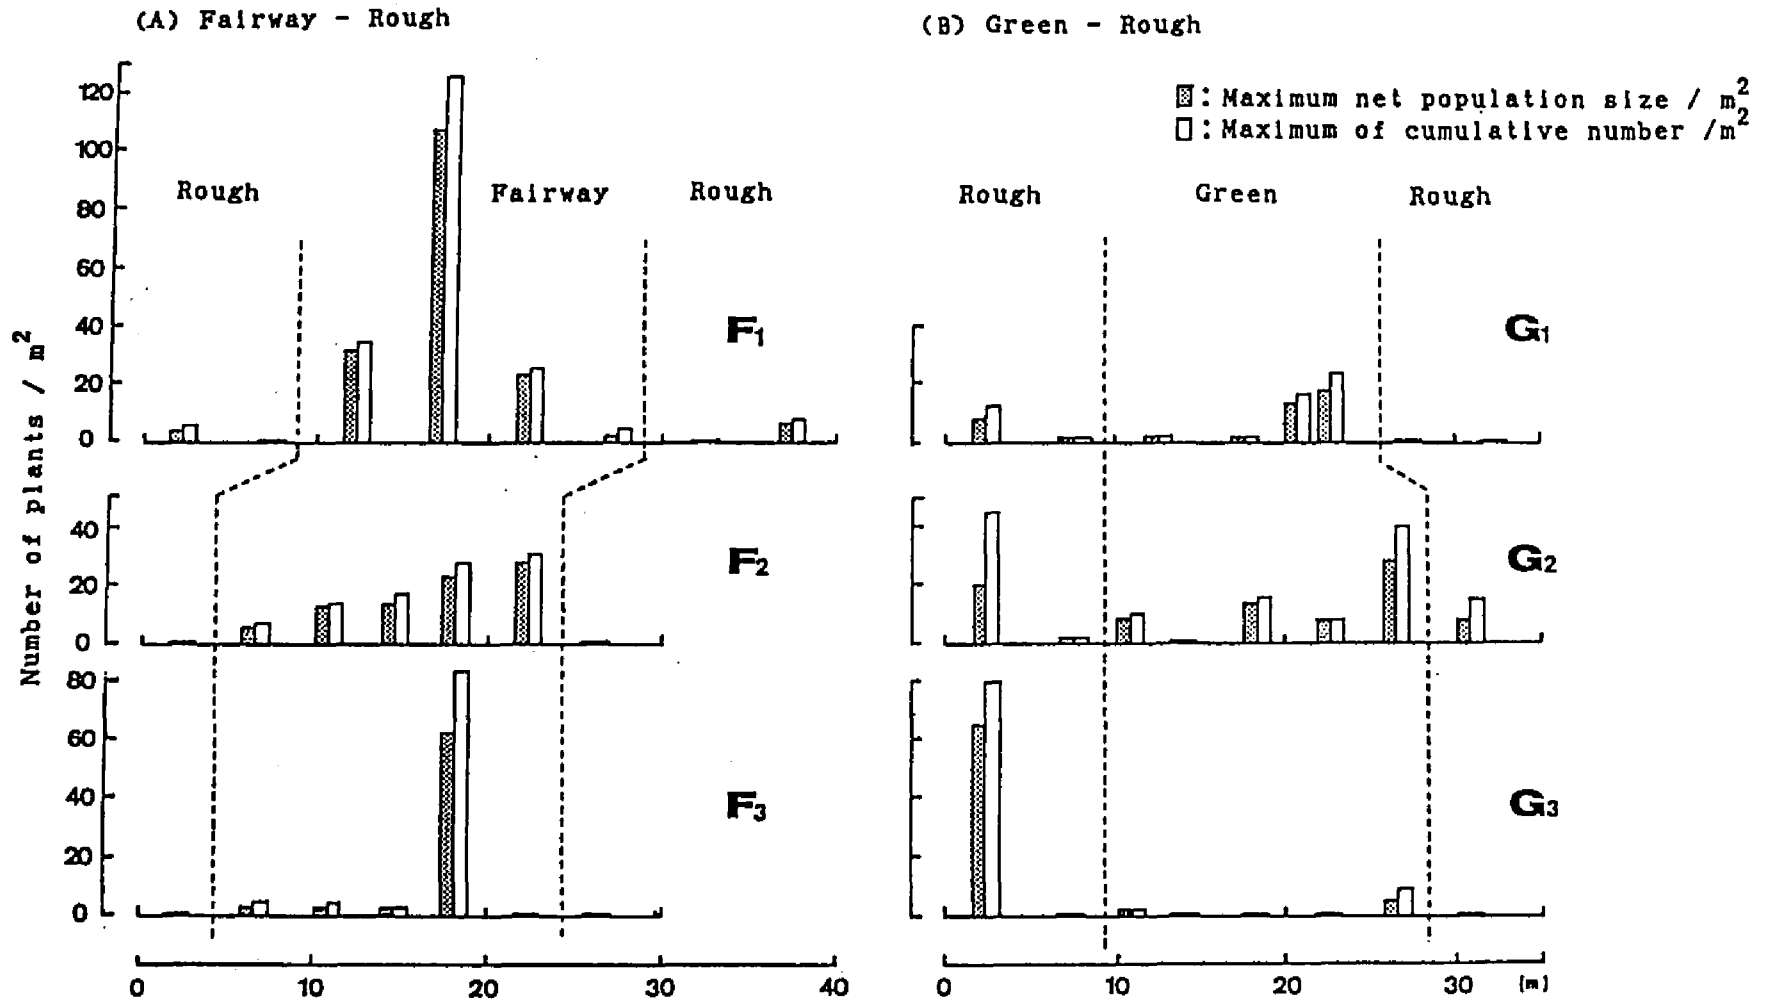 (A) Fairway - Rough
(B) Green - Rough
: Maximum net population size / m2
: Maximum of cumulative number /m2
Number of plants / m2
120
100
80
60
40
20
0
Rough
Fairway
Rough
F1
40
20
0
F2
80
60
40
20
0
F3
0
10
20
30
40
Rough
Green
Rough
G1
G2
G3
0
10
20
30
[m]